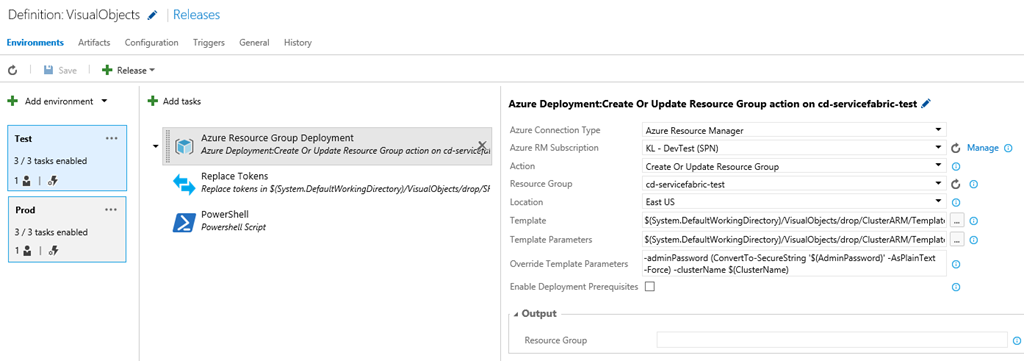 Definition: VisualObjects | Releases
Environments Artifacts Configuration Triggers General History
Save Release
Add environment
Test ...
3 / 3 tasks enabled
1
Prod ...
3 / 3 tasks enabled
1
Add tasks
Azure Resource Group Deployment
Azure Deployment:Create Or Update Resource Group action on cd-servicefab
Replace Tokens
Replace tokens in $(System.DefaultWorkingDirectory)/VisualObjects/drop/Sf
PowerShell
Powershell Script
Azure Deployment:Create Or Update Resource Group action on cd-servicefabric-test
Azure Connection Type Azure Resource Manager
Azure RM Subscription KL - DevTest (SPN) Manage
Action Create Or Update Resource Group
Resource Group cd-servicefabric-test
Location East US
Template $(System.DefaultWorkingDirectory)/VisualObjects/drop/ClusterARM/Template ...
Template Parameters $(System.DefaultWorkingDirectory)/VisualObjects/drop/ClusterARM/Template ...
Override Template Parameters -adminPassword (ConvertTo-SecureString '$(AdminPassword)' -AsPlainText
-Force) -clusterName $(ClusterName)
Enable Deployment Prerequisites
Output
Resource Group